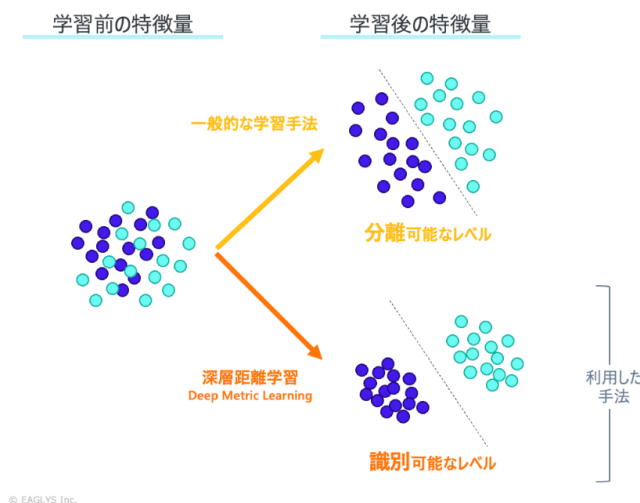 学習前の特徴量
学習後の特徴量
一般的な学習手法
分離可能なレベル
深層距離学習
Deep Metric Learning
利用した
手法
識別可能なレベル
© EAGLYS Inc.